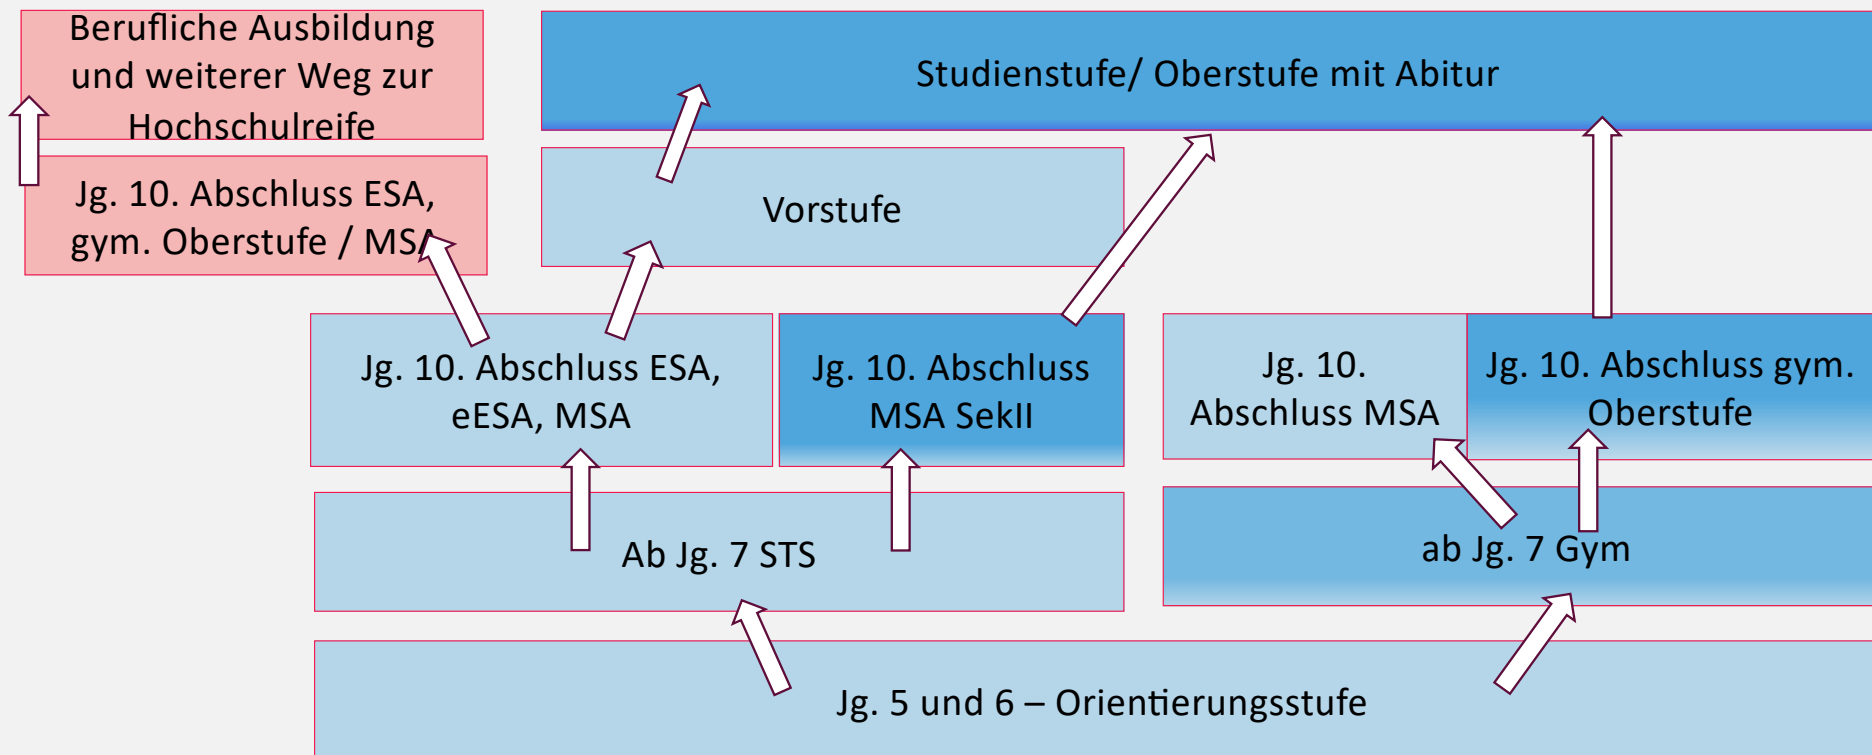 Berufliche Ausbildung
und weiterer Weg zur
Hochschulreife
Studienstufe/ Oberstufe mit Abitur
Jg. 10. Abschluss ESA,
gym. Oberstufe / MSA
Vorstufe
Jg. 10. Abschluss ESA,
eESA, MSA
Jg. 10. Abschluss
MSA SekII
Jg. 10.
Abschluss MSA
Jg. 10. Abschluss gym.
Oberstufe
Ab Jg. 7 STS
ab Jg. 7 Gym
Jg. 5 und 6 – Orientierungsstufe